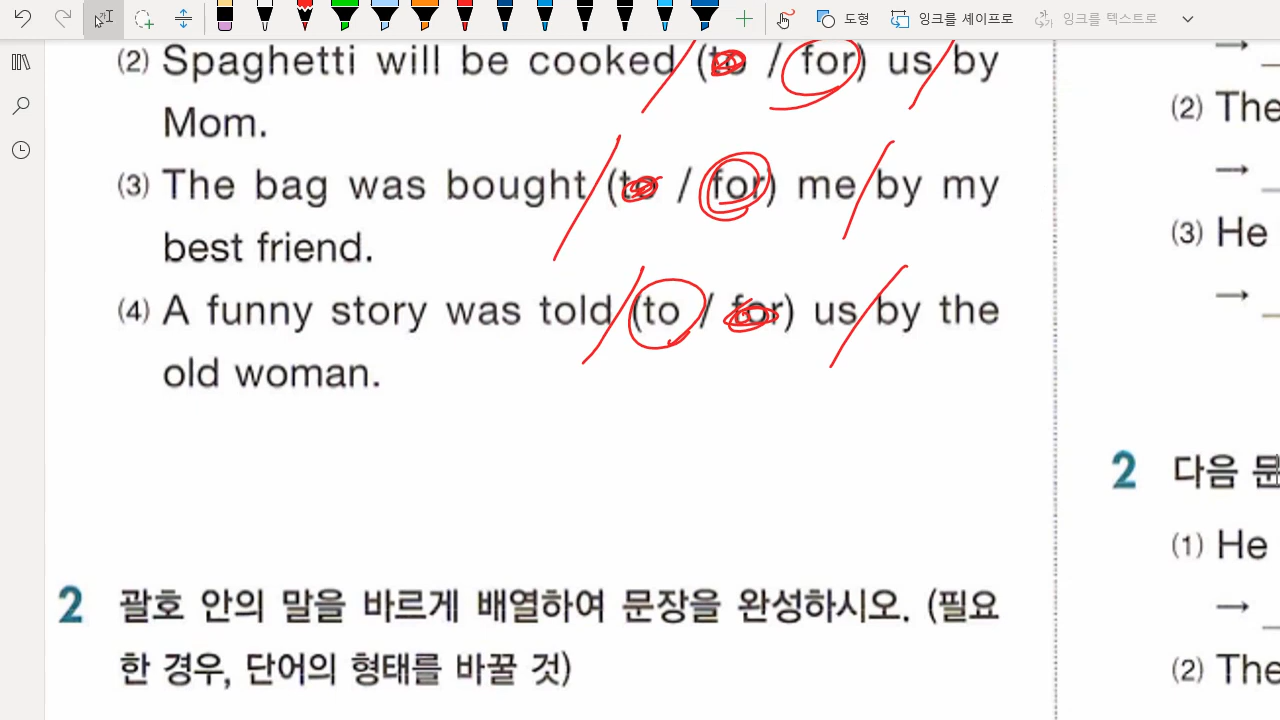 도형
잉크를 셰이프로
잉크를 텍스트로
(2) Spaghetti will be cooked (to / for) us by
Mom.
(3) The bag was bought (to / for) me by my
best friend.
(4) A funny story was told (to / for) us by the
old woman.
2 괄호 안의 말을 바르게 배열하여 문장을 완성하시오. (필요
한 경우, 단어의 형태를 바꿀 것)
→
(2) The
→
(3) He
→
2 다음 문
(1) He
→
(2) The